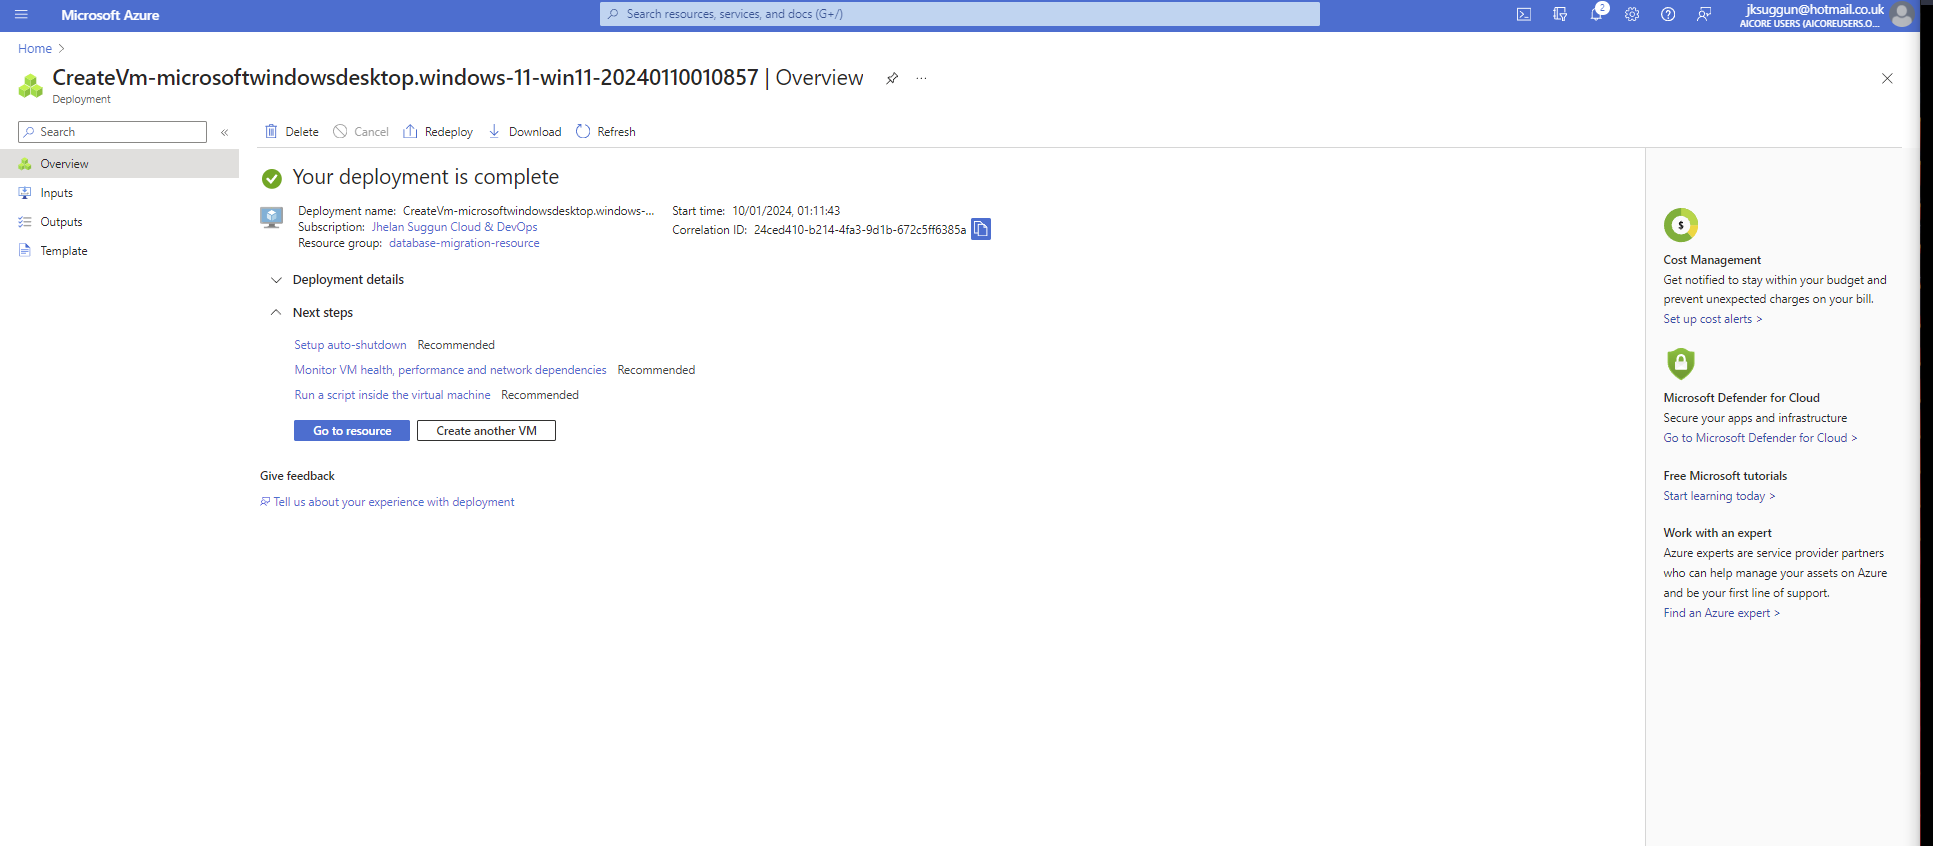 Microsoft Azure
Search resources, services, and docs (G+/)
2
jksuggun@hotmail.co.uk
AICORE USERS (AICOREUSERS.O...
Home >
CreateVm-microsoftwindowsdesktop.windows-11-win11-20240110010857 | Overview
...
Deployment
Search
«
Delete
Cancel
Redeploy
Download
Refresh
Overview
Inputs
Outputs
Template
Your deployment is complete
Deployment name: CreateVm-microsoftwindowsdesktop.windows-...
Subscription: Jhelan Suggun Cloud & DevOps
Resource group: database-migration-resource
Start time: 10/01/2024, 01:11:43
Correlation ID: 24ced410-b214-4fa3-9d1b-672c5ff6385a
Deployment details
Next steps
Setup auto-shutdown Recommended
Monitor VM health, performance and network dependencies Recommended
Run a script inside the virtual machine Recommended
Go to resource
Create another VM
Give feedback
Tell us about your experience with deployment
$
Cost Management
Get notified to stay within your budget and
prevent unexpected charges on your bill.
Set up cost alerts >
Microsoft Defender for Cloud
Secure your apps and infrastructure
Go to Microsoft Defender for Cloud >
Free Microsoft tutorials
Start learning today >
Work with an expert
Azure experts are service provider partners
who can help manage your assets on Azure
and be your first line of support.
Find an Azure expert >